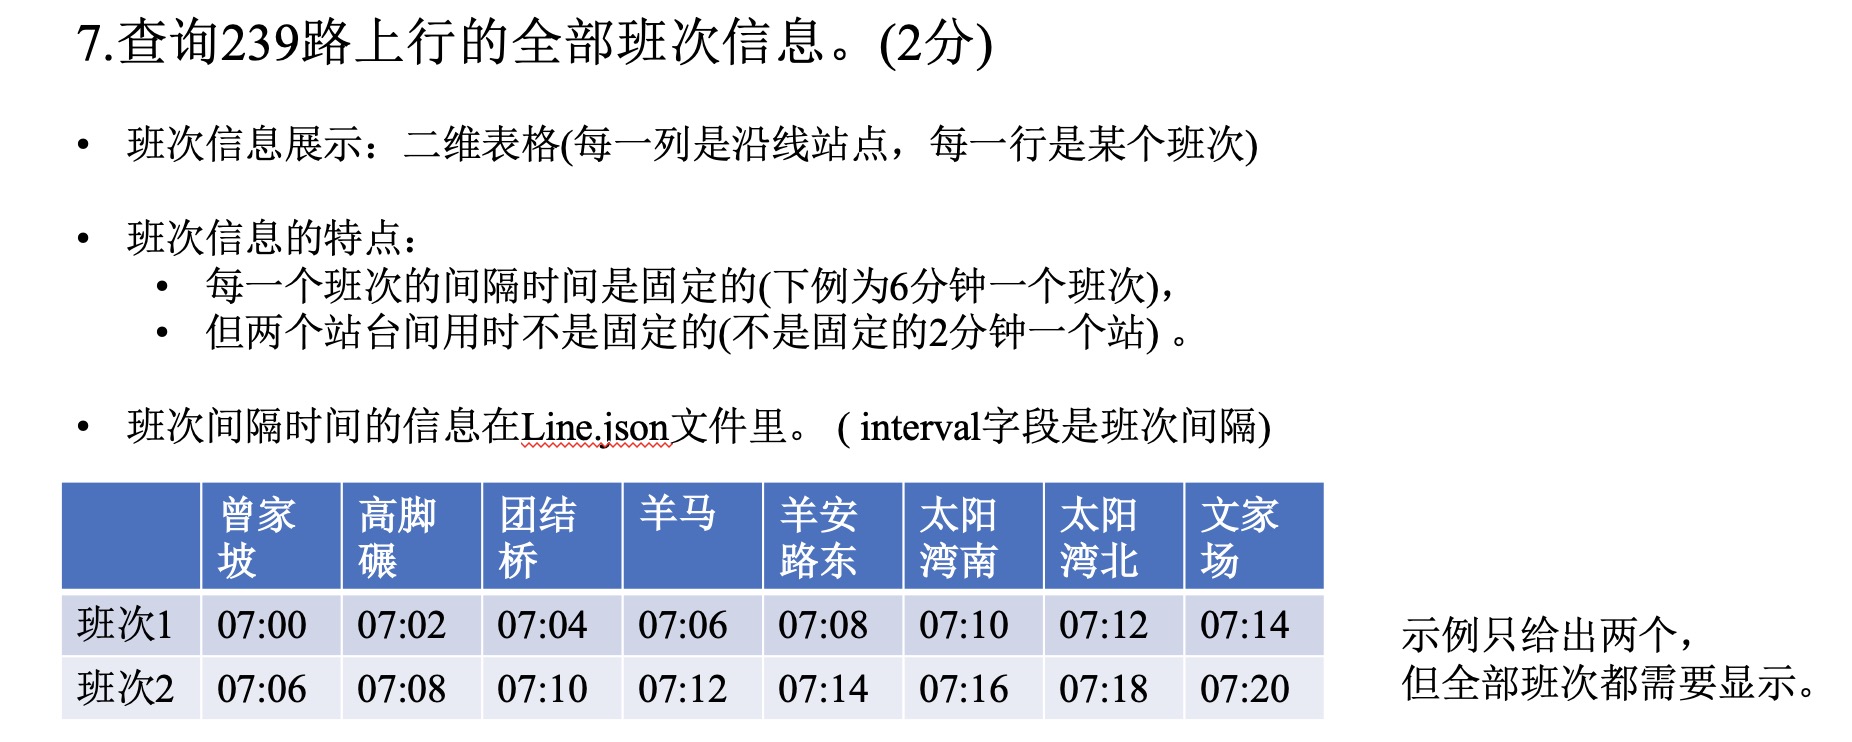 7.查询239路上行的全部班次信息。(2分)
• 班次信息展示：二维表格(每一列是沿线站点，每一行是某个班次)
• 班次信息的特点：
• 每一个班次的间隔时间是固定的(下例为6分钟一个班次)，
• 但两个站台间用时不是固定的(不是固定的2分钟一个站) 。
• 班次间隔时间的信息在Line.json文件里。 ( interval字段是班次间隔)
曾家坡 高脚碾 团结桥 羊马 羊安路东 太阳湾南 太阳湾北 文家场
班次1 07:00 07:02 07:04 07:06 07:08 07:10 07:12 07:14
班次2 07:06 07:08 07:10 07:12 07:14 07:16 07:18 07:20
示例只给出两个，
但全部班次都需要显示。